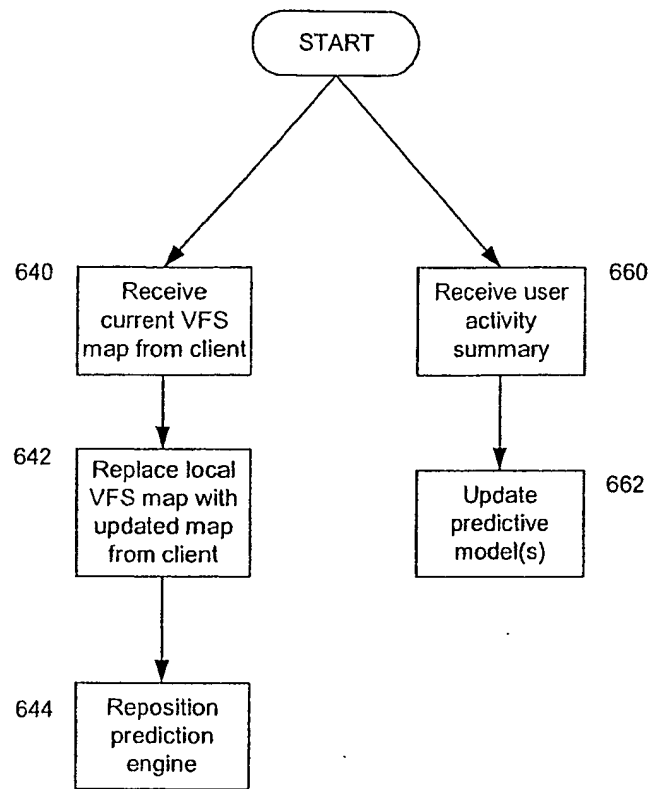 START
640
Receive
current VFS
map from client
660
Receive user
activity
summary
642
Replace local
VFS map with
updated map
from client
662
Update
predictive
model(s)
644
Reposition
prediction
engine